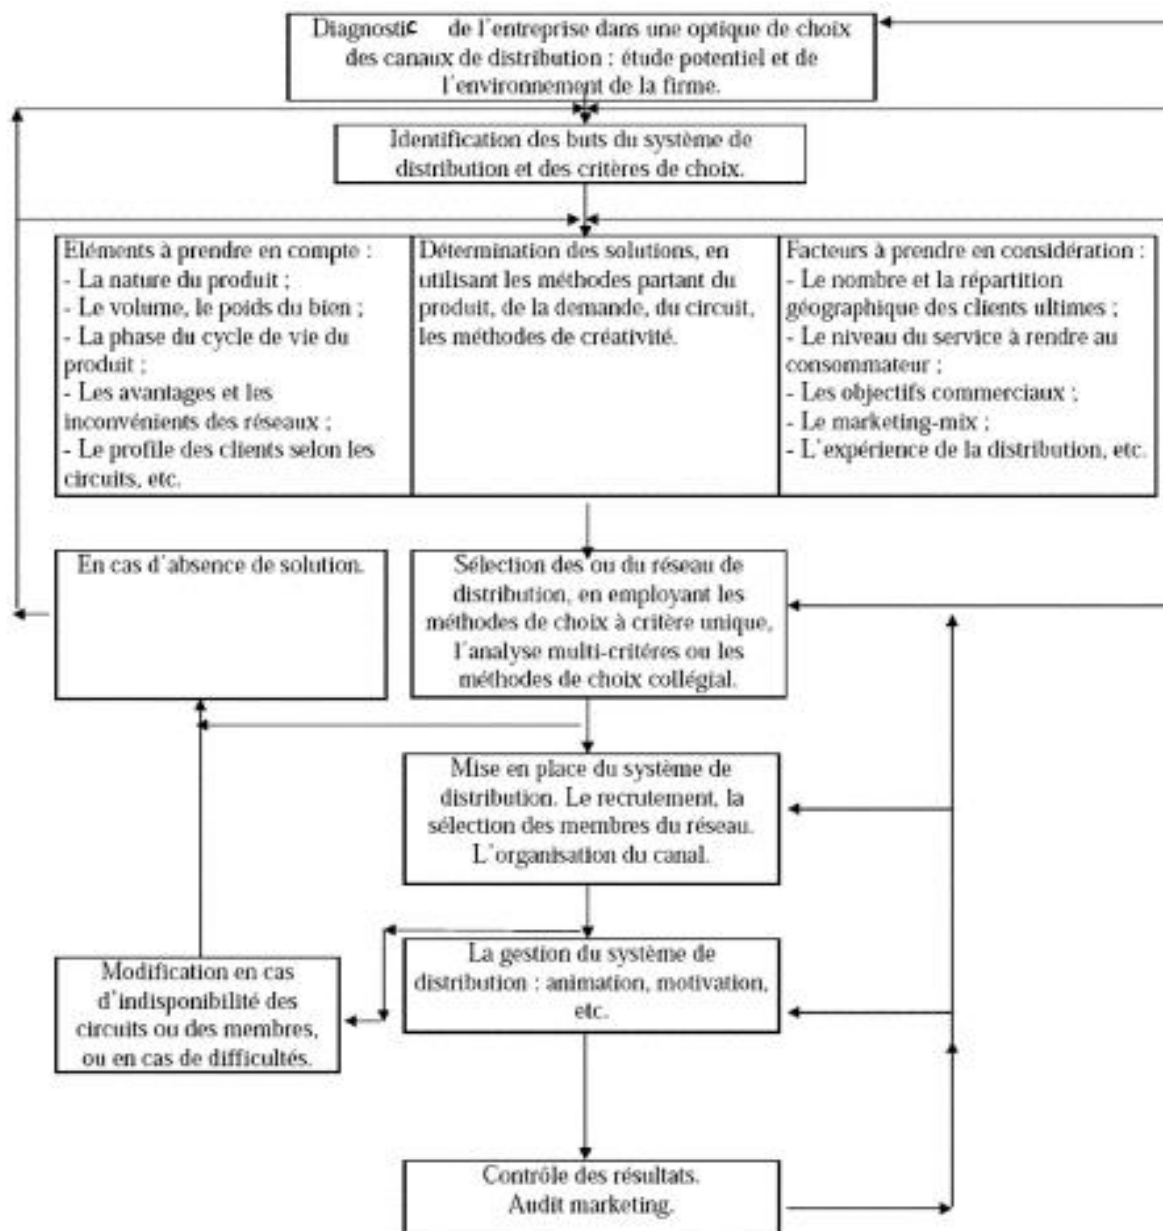 Diagnostic de l'entreprise dans une optique de choix
des canaux de distribution : étude potentiel et de
l'environnement de la firme.
Identification des buts du système de
distribution et des critères de choix.
Eléments à prendre en compte :
- La nature du produit ;
- Le volume, le poids du bien ;
- La phase du cycle de vie du
produit ;
- Les avantages et les
inconvénients des réseaux ;
- Le profile des clients selon les
circuits, etc.
Détermination des solutions, en
utilisant les méthodes partant du
produit, de la demande, du circuit,
les méthodes de créativité.
Facteurs à prendre en considération :
- Le nombre et la répartition
géographique des clients ultimes ;
- Le niveau du service à rendre au
consommateur ;
- Les objectifs commerciaux ;
- Le marketing-mix ;
- L'expérience de la distribution, etc.
En cas d'absence de solution.
Sélection des ou du réseau de
distribution, en employant les
méthodes de choix à critère unique,
l'analyse multi-critéres ou les
méthodes de choix collégial.
Mise en place du système de
distribution. Le recrutement, la
sélection des membres du réseau.
L'organisation du canal.
La gestion du système de
distribution : animation, motivation,
etc.
Modification en cas
d'indisponibilité des
circuits ou des membres,
ou en cas de difficultés.
Contrôle des résultats.
Audit marketing.